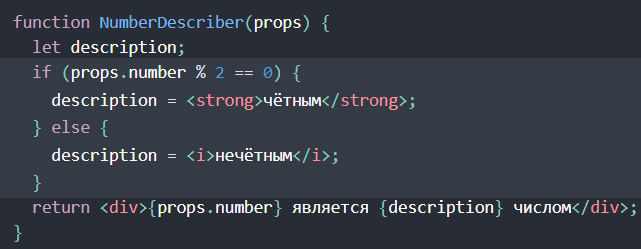 function NumberDescriber(props) {
  let description;
  if (props.number % 2 == 0) {
    description = <strong>чётным</strong>;
  } else {
    description = <i>нечётным</i>;
  }
  return <div>{props.number} является {description} числом</div>;
}